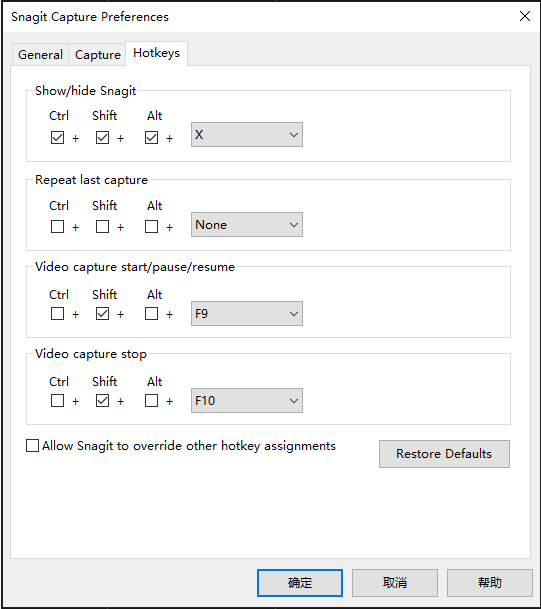 Snagit Capture Preferences
General Capture Hotkeys
Show/hide Snagit
Ctrl Shift Alt
+ + + X
Repeat last capture
Ctrl Shift Alt
+ + + None
Video capture start/pause/resume
Ctrl Shift Alt
+ + + F9
Video capture stop
Ctrl Shift Alt
+ + + F10
Allow Snagit to override other hotkey assignments
Restore Defaults
确定 取消 帮助